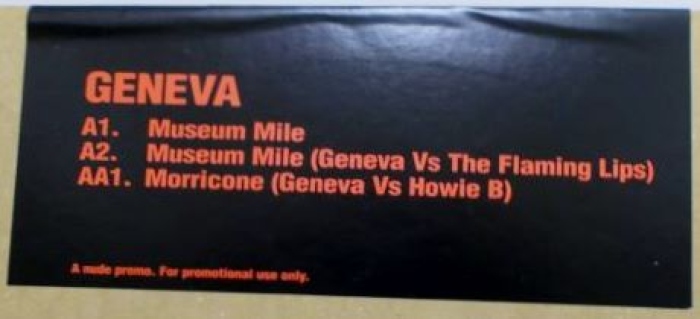 GENEVA
A1. Museum Mile
A2. Museum Mile (Geneva Vs The Flaming Lips)
AA1. Morricone (Geneva Vs Howie B)
A nude promo. For promotional use only.